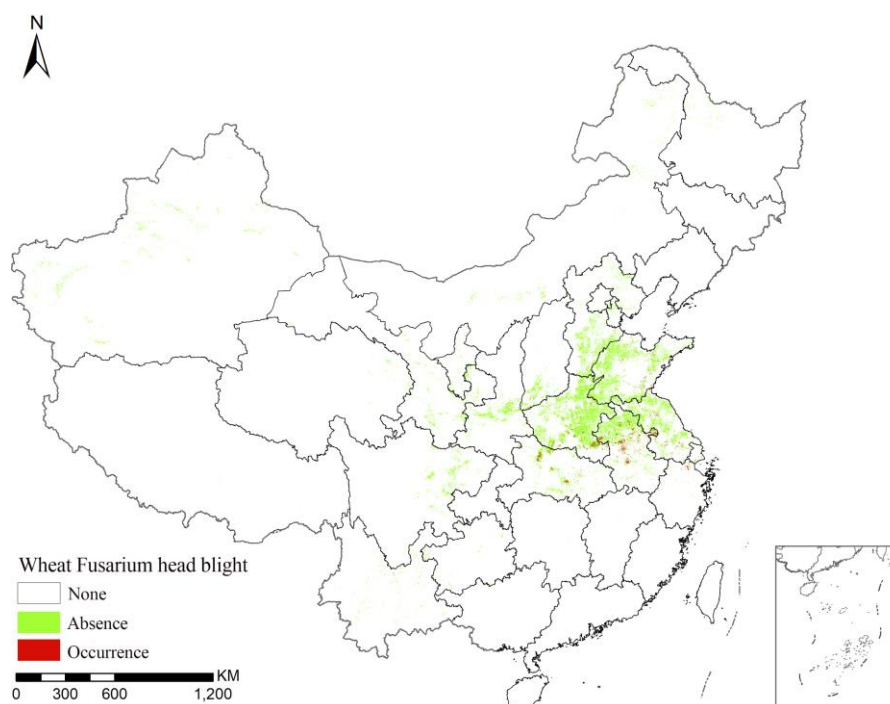 N
Wheat Fusarium head blight
None
Absence
Occurrence
KM
0 300 600 1,200